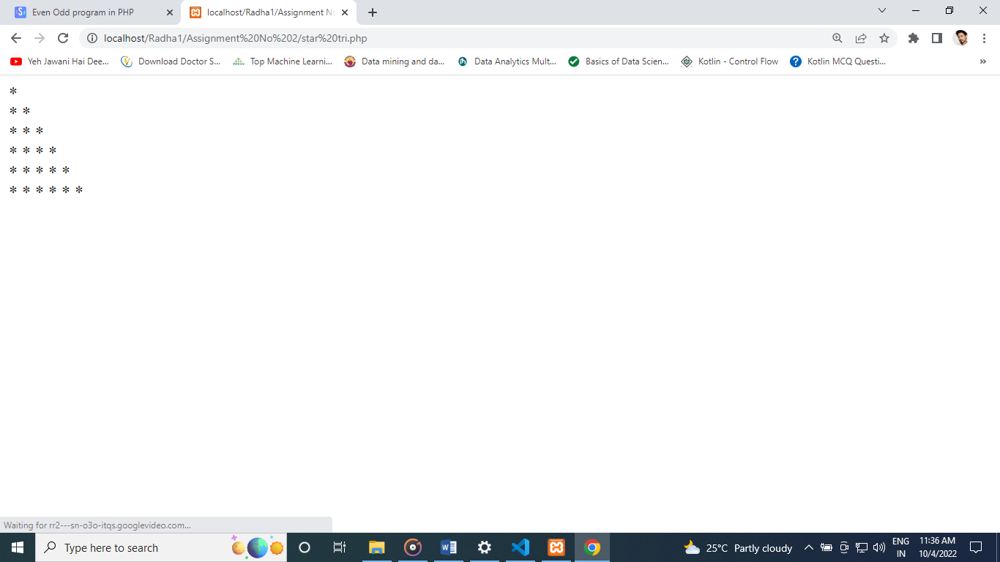 Even Odd program in PHP
localhost/Radha1/Assignment No
localhost/Radha1/Assignment%20No%202/star%20tri.php
Yeh Jawani Hai Dee... Download Doctor S... Top Machine Learni... Data mining and da... Data Analytics Mult... Basics of Data Scien... Kotlin - Control Flow Kotlin MCQ Questi... »
*
* *
* * *
* * * *
* * * * *
* * * * * *
Waiting for rr2---sn-o3o-itqs.googlevideo.com...
Type here to search
25°C Partly cloudy
ENG
IN
11:36 AM
10/4/2022